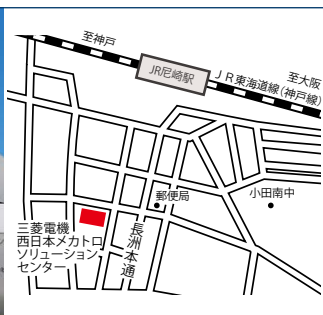 至神戸
JR尼崎駅
ＪＲ東海道線（神戸線）
至大阪
郵便局
小田南中
長洲本通
三菱電機
西日本メカトロ
ソリューション
センター